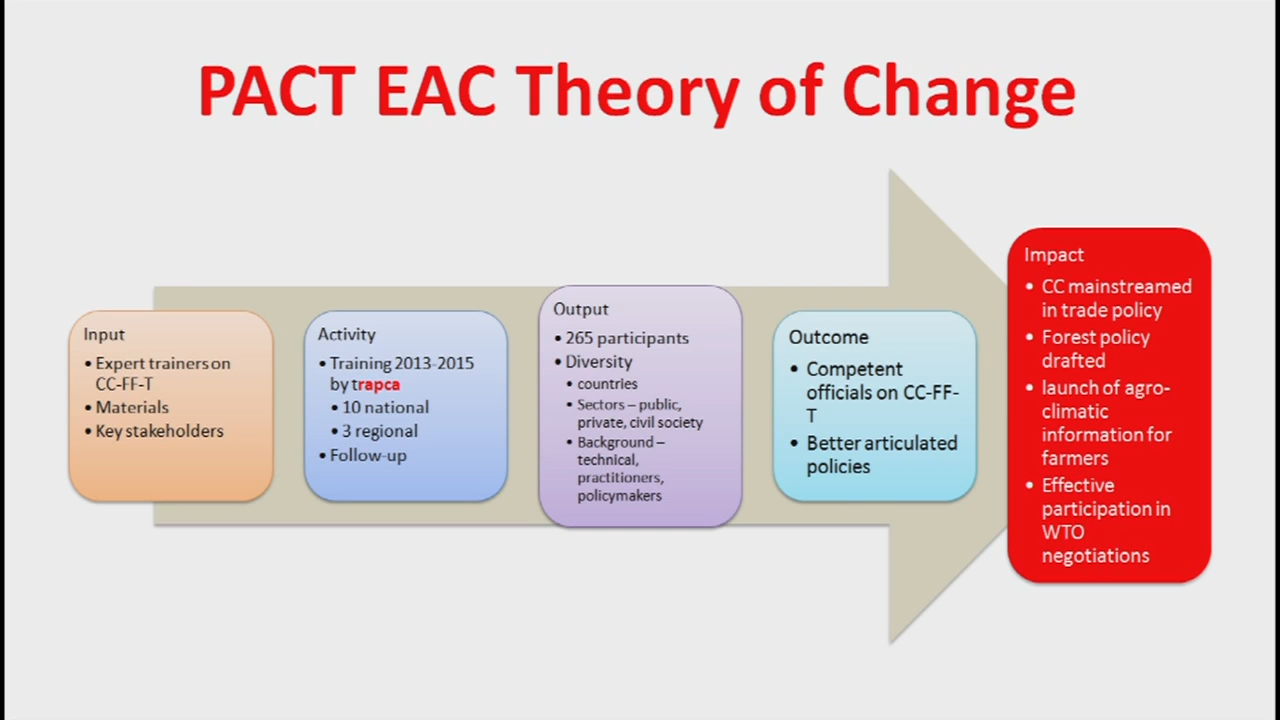 PACT EAC Theory of Change
Input
• Expert trainers on
CC-FF-T
• Materials
• Key stakeholders
Activity
• Training 2013-2015
by trapca
• 10 national
• 3 regional
• Follow-up
Output
• 265 participants
• Diversity
• countries
• Sectors – public,
private, civil society
• Background –
technical,
practitioners,
policymakers
Outcome
• Competent
officials on CC-FF-
T
• Better articulated
policies
Impact
• CC mainstreamed
in trade policy
• Forest policy
drafted
• launch of agro-
climatic
information for
farmers
• Effective
participation in
WTO
negotiations